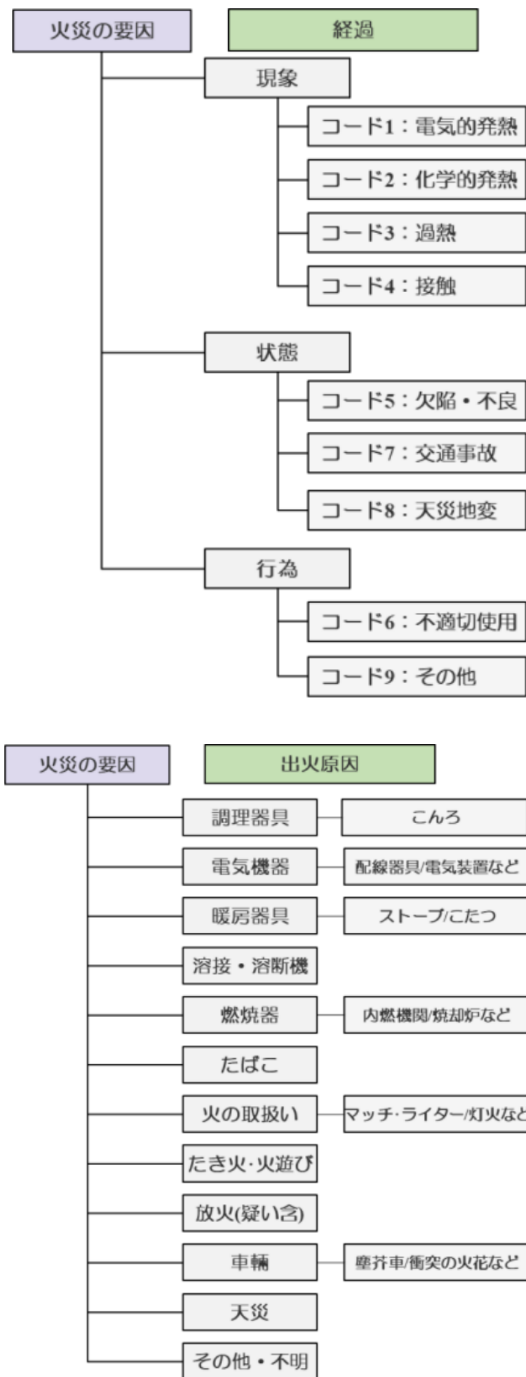 火災の要因
経過
現象
コード1：電気的発熱
コード2：化学的発熱
コード3：過熱
コード4：接触
状態
コード5：欠陥・不良
コード7：交通事故
コード8：天災地変
行為
コード6：不適切使用
コード9：その他
火災の要因
出火原因
調理器具
こんろ
電気機器
配線器具/電気装置など
暖房器具
ストーブ/こたつ
溶接・溶断機
燃焼器
内燃機関/焼却炉など
たばこ
火の取扱い
マッチ・ライター/灯火など
たき火・火遊び
放火(疑い含)
車輛
塵芥車/衝突の火花など
天災
その他・不明